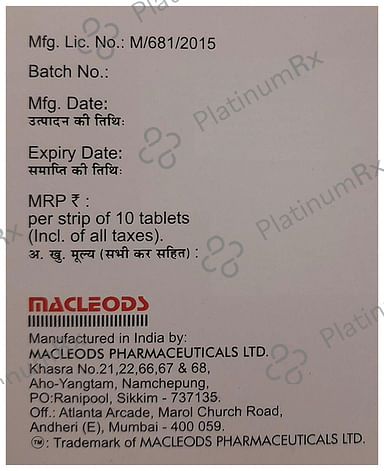 Mfg. Lic. No.: M/681/2015
Batch No.:
Mfg. Date:
उत्पादन की तिथिः
Expiry Date:
समाप्ति की तिथिः
MRP ₹ :
per strip of 10 tablets
(Incl. of all taxes).
अ. खु. मूल्य (सभी कर सहित) :
MACLEODS
Manufactured in India by:
MACLEODS PHARMACEUTICALS LTD.
Khasra No.21,22,66,67 & 68,
Aho-Yangtam, Namchepung,
PO:Ranipool, Sikkim - 737135.
Off.: Atlanta Arcade, Marol Church Road,
Andheri (E), Mumbai - 400 059.
TM: Trademark of MACLEODS PHARMACEUTICALS LTD.
PlatinumRx
PlatinumRx
PlatinumRx